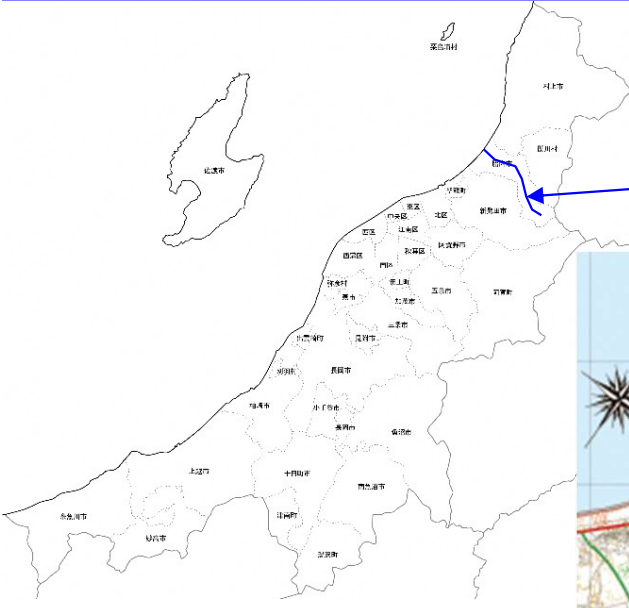 粟島浦村
村上市
関川村
胎内市
佐渡市
聖籠町
新発田市
東区
中央区
北区
江南区
西区
阿賀野市
秋葉区
西蒲区
南区
弥彦村
田上町
五泉市
阿賀町
燕市
加茂市
三条市
出雲崎町
見附市
刈羽村
長岡市
柏崎市
小千谷市
長岡市
魚沼市
上越市
十日町市
南魚沼市
糸魚川市
津南町
妙高市
湯沢町